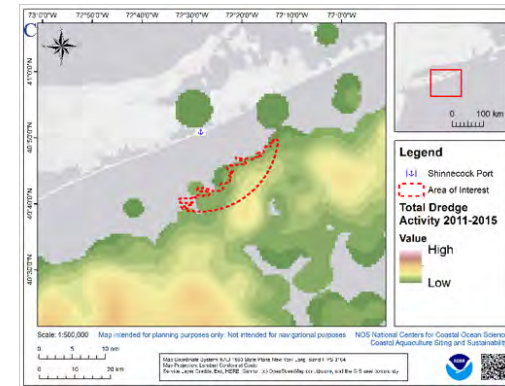 C
73°0'0"W 72°50'0"W 72°40'0"W 72°30'0"W 72°20'0"W 72°10'0"W 72°0'0"W
41°0'0"N
40°50'0"N
40°40'0"N
40°30'0"N
0 100 km
Legend
Shinnecock Port
Area of Interest
Total Dredge
Activity 2011-2015
Value
High
Low
Scale: 1:500,000 Map intended for planning purposes only: Not intended for navigational purposes NOS National Centers for Coastal Ocean Science
Coastal Aquaculture Siting and Sustainability
0 5 10 nm
0 10 20 km
NOAA